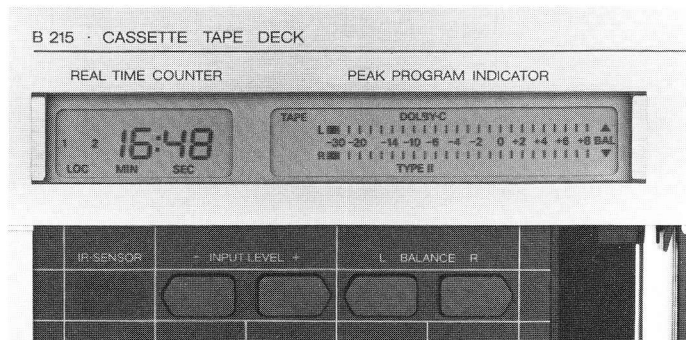 B 215 · CASSETTE TAPE DECK
REAL TIME COUNTER PEAK PROGRAM INDICATOR
TAPE DOLBY-C
1 2 16:48 L
-30 -20 -14 -10 -6 -4 -2 0 +2 +4 +6 +8 BAL
R
LOC MIN SEC TYPE II
IR-SENSOR - INPUT LEVEL + L BALANCE R